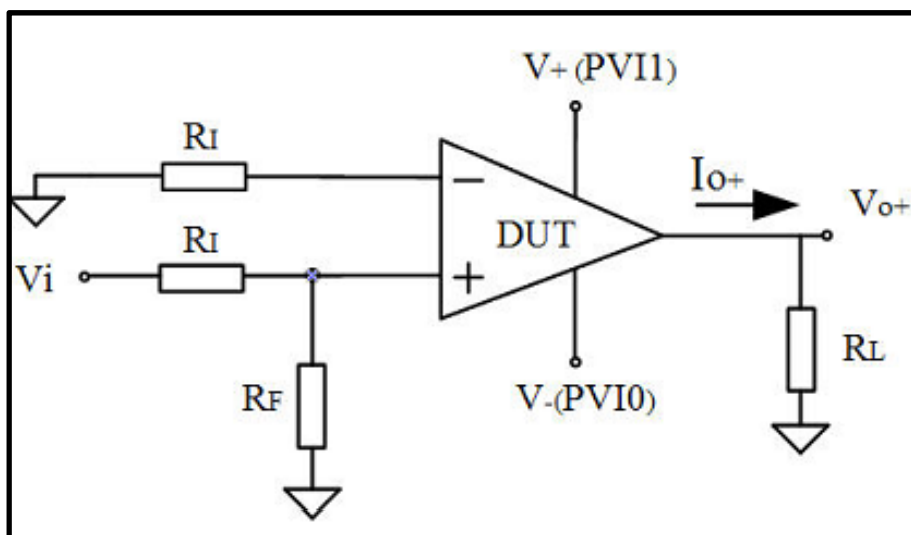 V+ (PVI1)
RI
Io+
Vo+
−
DUT
RI
Vi
+
RL
RF
V-(PVI0)